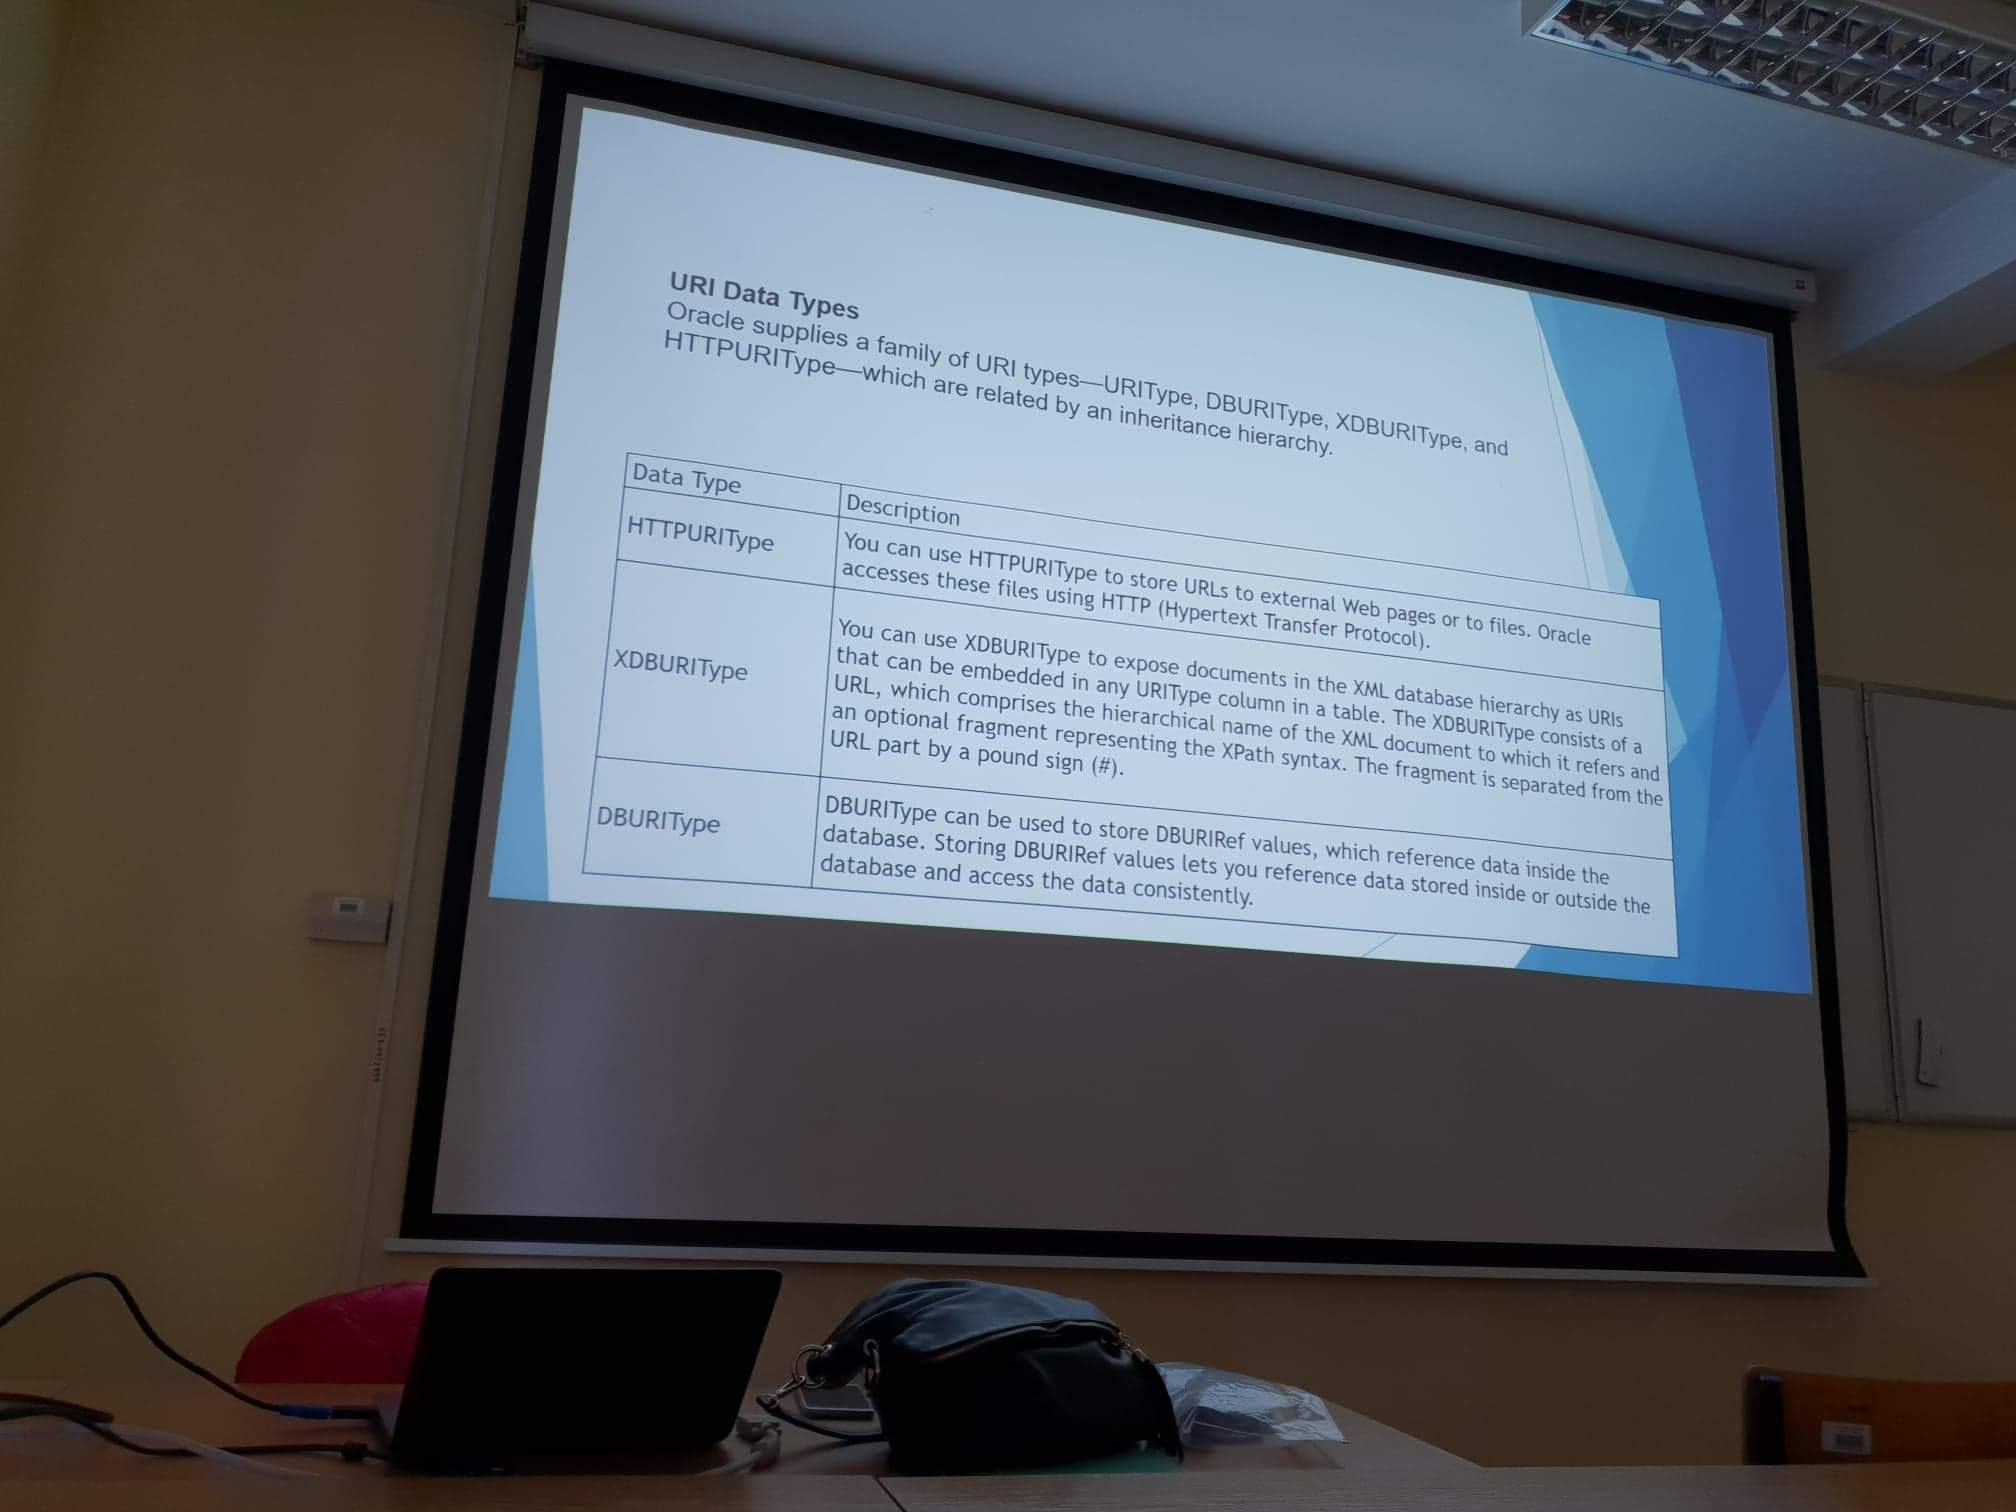 URI Data Types
Oracle supplies a family of URI types—URIType, DBURIType, XDBURIType, and
HTTPURIType—which are related by an inheritance hierarchy.
Data Type
Description
HTTPURIType
You can use HTTPURIType to store URLs to external Web pages or to files. Oracle
accesses these files using HTTP (Hypertext Transfer Protocol).
XDBURIType
You can use XDBURIType to expose documents in the XML database hierarchy as URIs
that can be embedded in any URIType column in a table. The XDBURIType consists of a
URL, which comprises the hierarchical name of the XML document to which it refers and
an optional fragment representing the XPath syntax. The fragment is separated from the
URL part by a pound sign (#).
DBURIType
DBURIType can be used to store DBURIRef values, which reference data inside the
database. Storing DBURIRef values lets you reference data stored inside or outside the
database and access the data consistently.